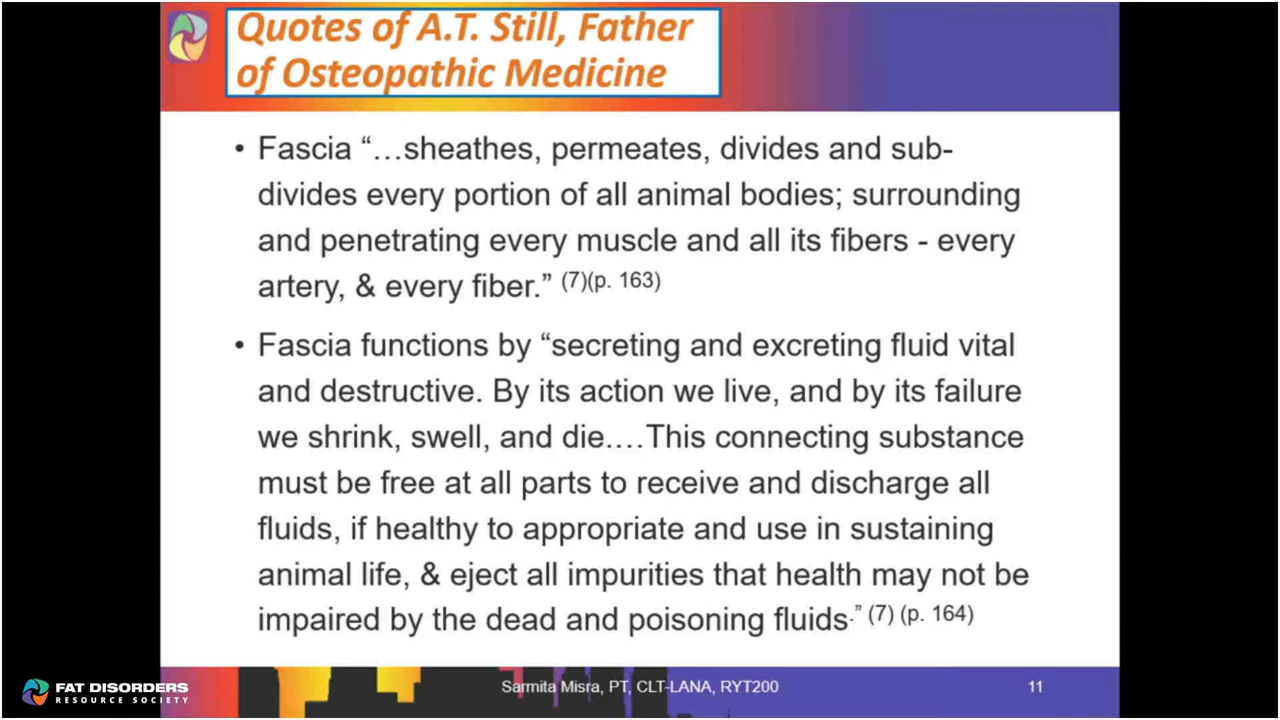 Quotes of A.T. Still, Father
of Osteopathic Medicine
• Fascia “…sheathes, permeates, divides and sub-
divides every portion of all animal bodies; surrounding
and penetrating every muscle and all its fibers - every
artery, & every fiber.” (7)(p. 163)
• Fascia functions by “secreting and excreting fluid vital
and destructive. By its action we live, and by its failure
we shrink, swell, and die.…This connecting substance
must be free at all parts to receive and discharge all
fluids, if healthy to appropriate and use in sustaining
animal life, & eject all impurities that health may not be
impaired by the dead and poisoning fluids.” (7) (p. 164)
FAT DISORDERS
RESOURCE SOCIETY
Sarmita Misra, PT, CLT-LANA, RYT200
11